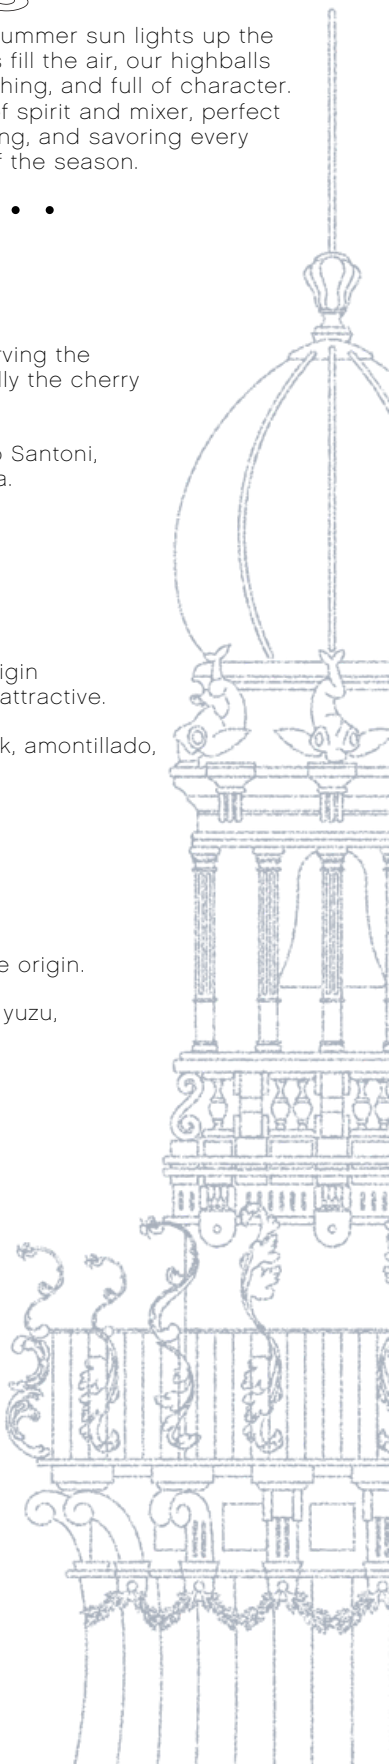 ummer sun lights up the
s fill the air, our highballs
hing, and full of character.
f spirit and mixer, perfect
ng, and savoring every
f the season.
rving the
lly the cherry
o Santoni,
a.
igin
attractive.
k, amontillado,
e origin.
yuzu,